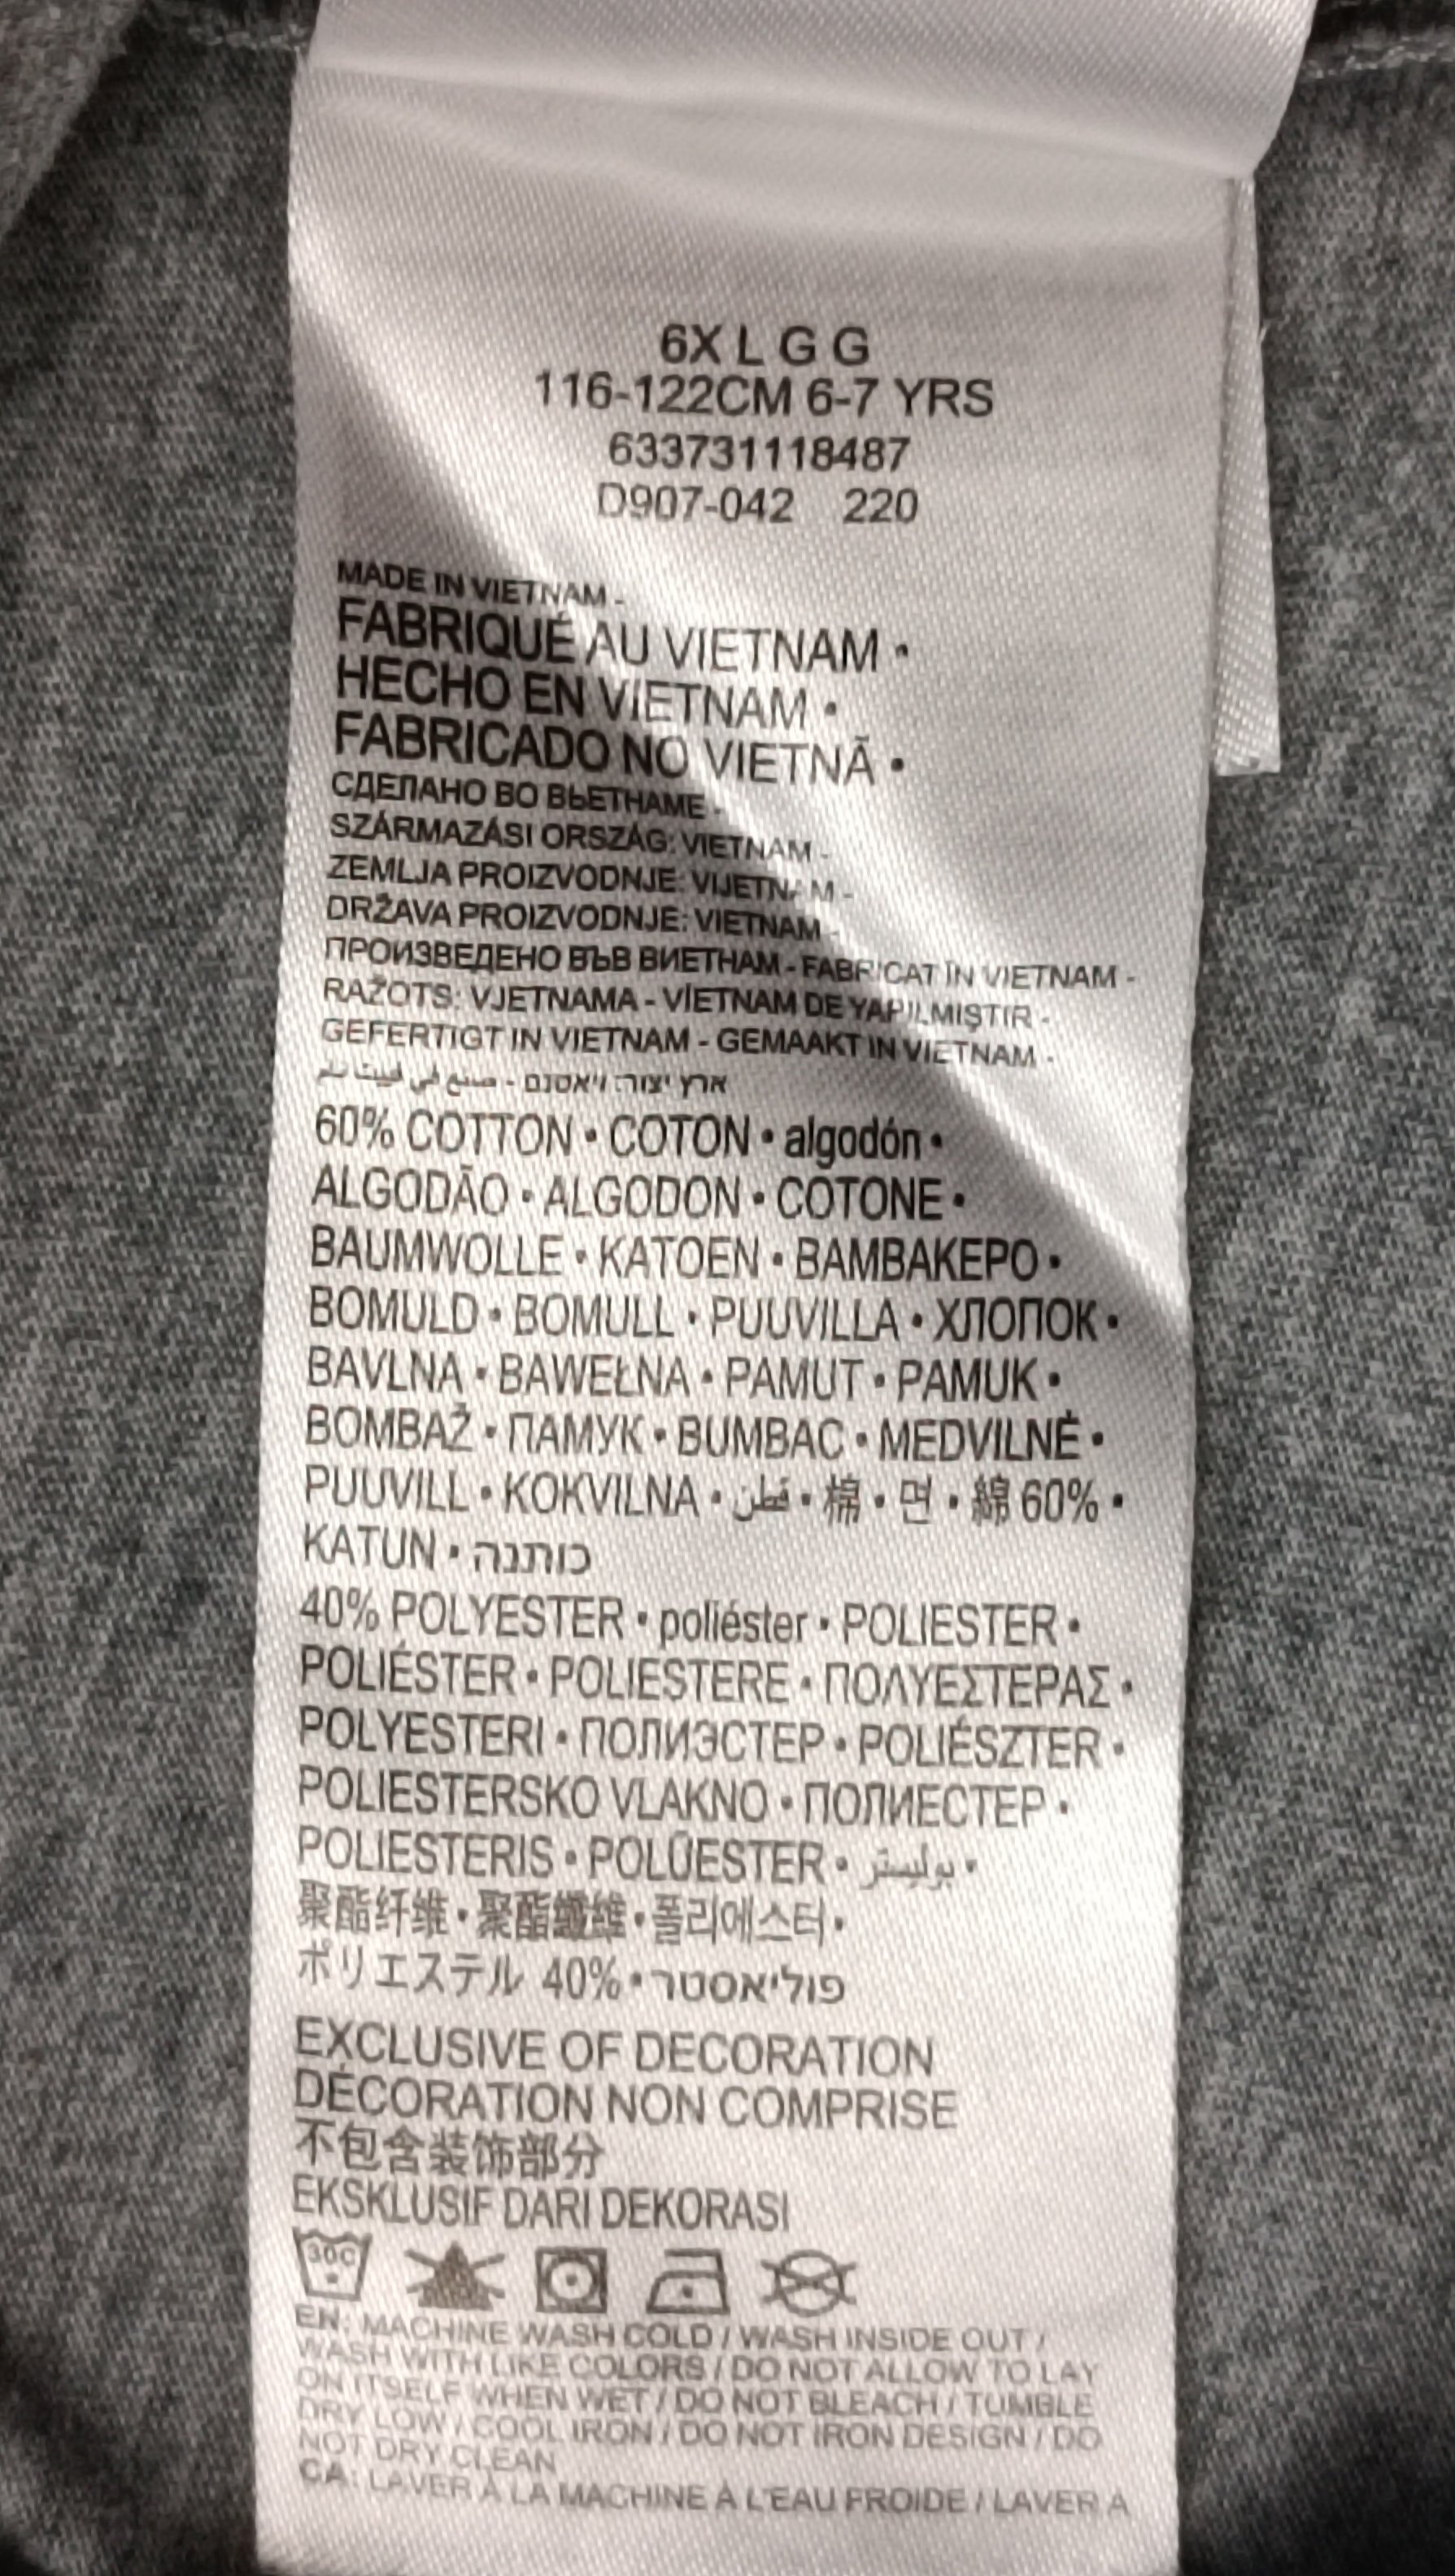 6X L G G
116-122CM 6-7 YRS
633731118487
D907-042 220
MADE IN VIETNAM -
FABRIQUÉ AU VIETNAM •
HECHO EN VIETNAM •
FABRICADO NO VIETNÃ •
СДЕЛАНО ВО ВЬЕТНАМЕ -
SZÁRMAZÁSI ORSZÁG: VIETNAM -
ZEMLJA PROIZVODNJE: VIJETNAM -
DRŽAVA PROIZVODNJE: VIETNAM -
ПРОИЗВЕДЕНО ВЪВ ВИЕТНАМ - FABRICAT ÎN VIETNAM -
RAŽOTS: VJETNAMA - VİETNAM DE YAPILMIŞTIR -
GEFERTIGT IN VIETNAM - GEMAAKT IN VIETNAM -
ארץ יצור: ויאטנם - صنع في فييت نام
60% COTTON • COTON • algodón •
ALGODÃO • ALGODON • COTONE •
BAUMWOLLE • KATOEN • BAMBAKEPO •
BOMULD • BOMULL • PUUVILLA • ХЛОПОК •
BAVLNA • BAWEŁNA • PAMUT • PAMUK •
BOMBAŽ • ПАМУК • BUMBAC • MEDVILNĖ •
PUUVILL • KOKVILNA • قطن • 棉 • 면 • 綿 60% •
KATUN • כותנה
40% POLYESTER • poliéster • POLIESTER •
POLIÉSTER • POLIESTERE • ΠΟΛΥΕΣΤΕΡΑΣ •
POLYESTERI • ПОЛИЭСТЕР • POLIÉSZTER •
POLIESTERSKO VLAKNO • ПОЛИЕСТЕР •
POLIESTERIS • POLÜESTER • بوليستر •
聚酯纤维 • 聚酯纖維 • 폴리에스터 •
ポリエステル 40% • פוליאסטר
EXCLUSIVE OF DECORATION
DÉCORATION NON COMPRISE
不包含装饰部分
EKSKLUSIF DARI DEKORASI
30C
EN: MACHINE WASH COLD / WASH INSIDE OUT /
WASH WITH LIKE COLORS / DO NOT ALLOW TO LAY
ON ITSELF WHEN WET / DO NOT BLEACH / TUMBLE
DRY LOW / COOL IRON / DO NOT IRON DESIGN / DO
NOT DRY CLEAN
CA: LAVER À LA MACHINE À L'EAU FROIDE / LAVER À